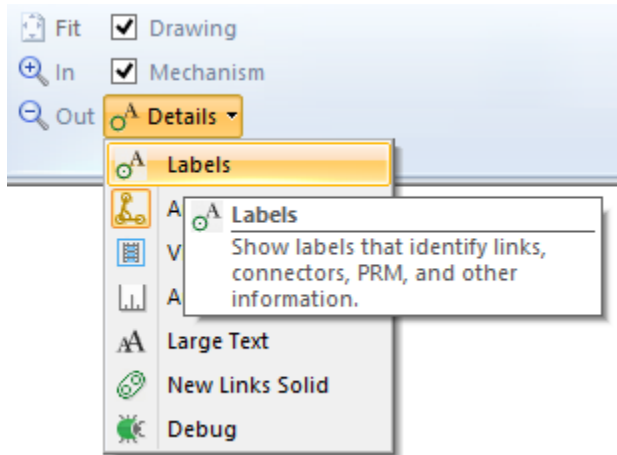 Fit
Drawing
In
Mechanism
Out
Details
Labels
A
Labels
Show labels that identify links,
connectors, PRM, and other
information.
V
A
Large Text
New Links Solid
Debug